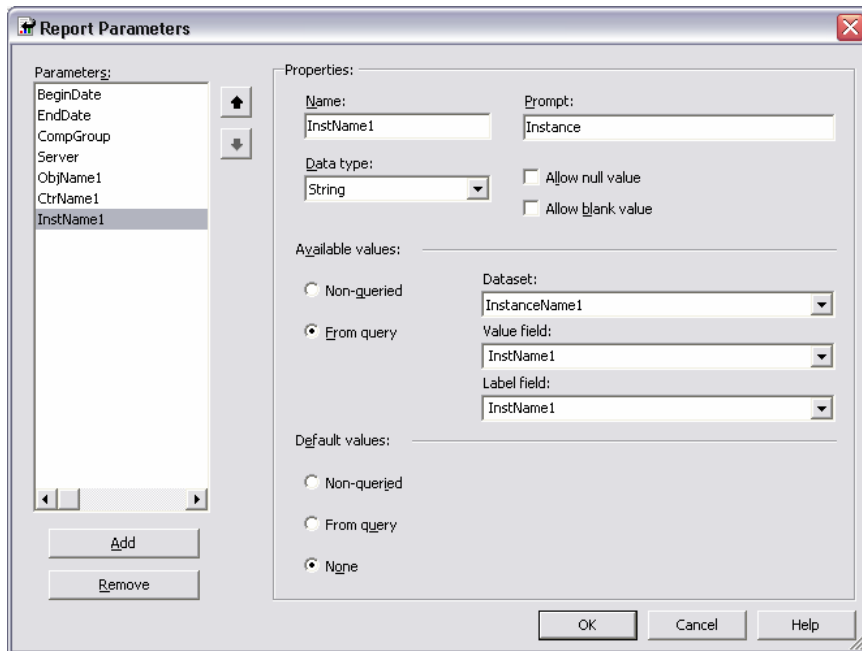 Report Parameters
Parameters:
BeginDate
EndDate
CompGroup
Server
ObjName1
CtrName1
InstName1
Add
Remove
Properties:
Name:
InstName1
Prompt:
Instance
Data type:
String
Allow null value
Allow blank value
Available values:
Non-queried
From query
Dataset:
InstanceName1
Value field:
InstName1
Label field:
InstName1
Default values:
Non-queried
From query
None
OK
Cancel
Help